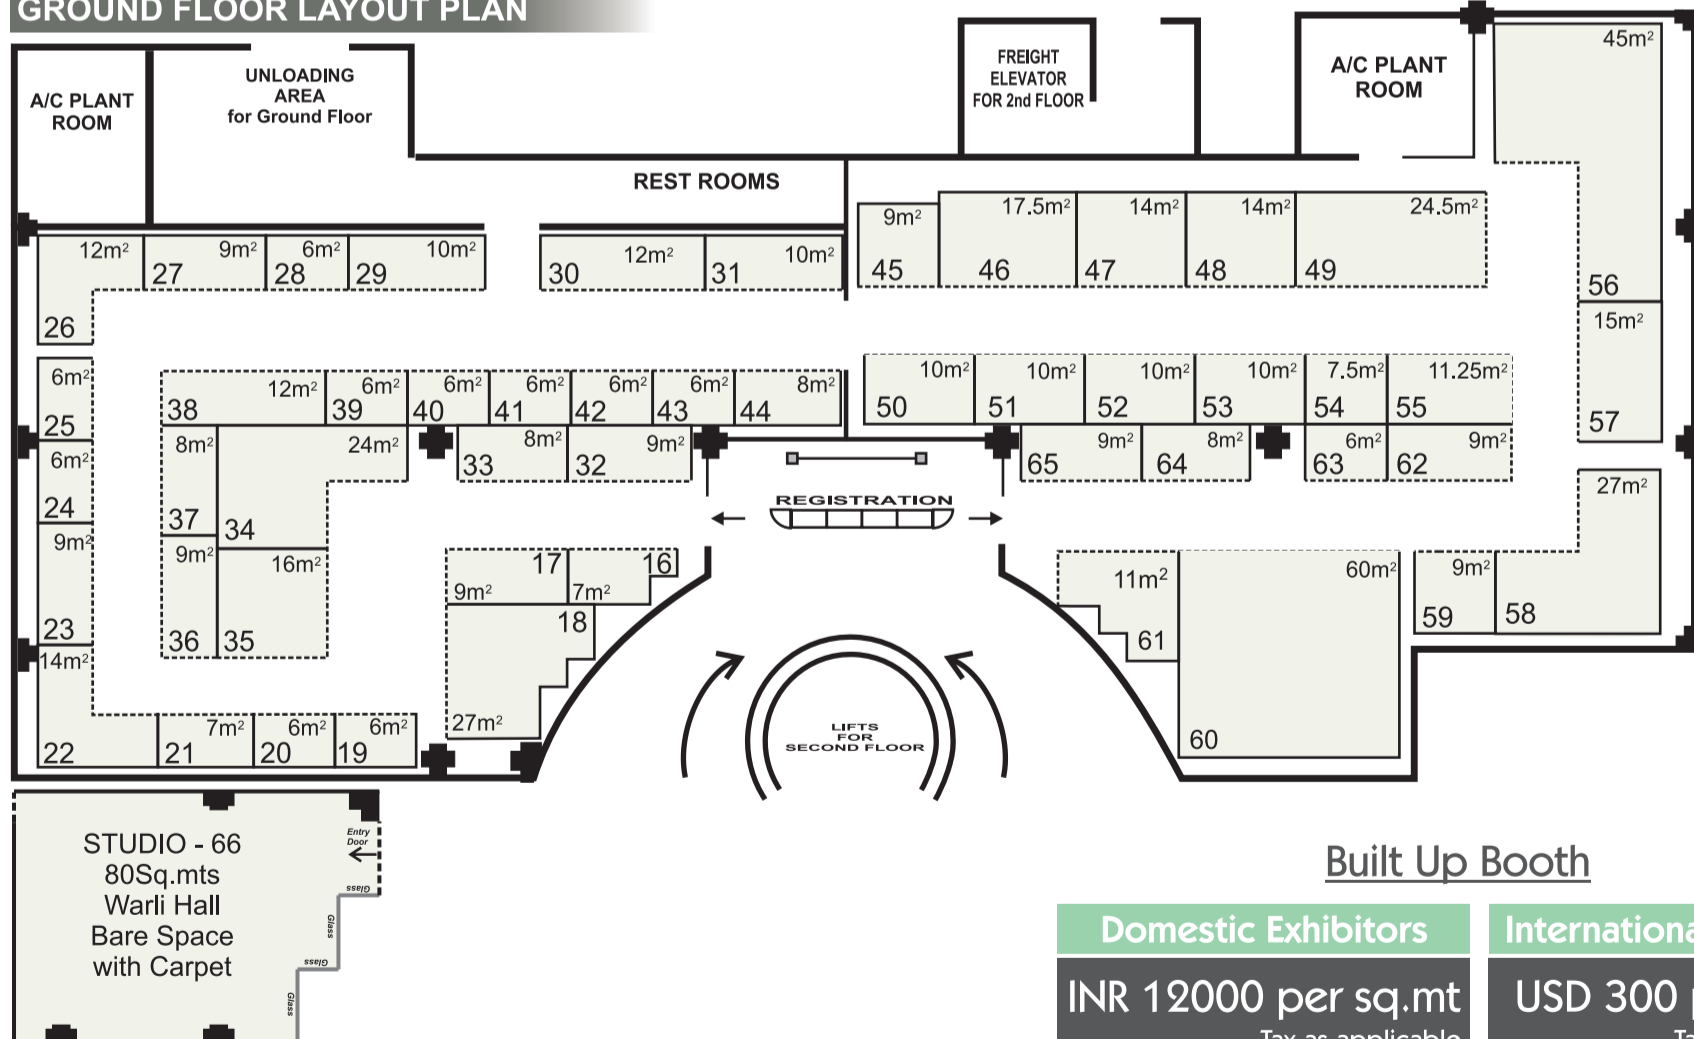 GROUND FLOOR LAYOUT PLAN
A/C PLANT
ROOM
UNLOADING
AREA
for Ground Floor
FREIGHT
ELEVATOR
FOR 2nd FLOOR
A/C PLANT
ROOM
45m²
56
REST ROOMS
12m²
26
9m²
27
6m²
28
10m²
29
12m²
30
10m²
31
9m²
45
17.5m²
46
14m²
47
14m²
48
24.5m²
49
15m²
57
6m²
25
6m²
24
9m²
23
14m²
22
12m²
38
6m²
39
6m²
40
6m²
41
6m²
42
6m²
43
8m²
44
10m²
50
10m²
51
10m²
52
10m²
53
7.5m²
54
11.25m²
55
8m²
37
24m²
34
8m²
33
9m²
32
9m²
65
8m²
64
6m²
63
9m²
62
27m²
58
REGISTRATION
9m²
36
16m²
35
17
9m²
16
7m²
18
27m²
11m²
61
60m²
60
9m²
59
7m²
21
6m²
20
6m²
19
LIFTS
FOR
SECOND FLOOR
STUDIO - 66
80Sq.mts
Warli Hall
Bare Space
with Carpet
Entry
Door
Glass
Glass
Glass
Glass
Built Up Booth
Domestic Exhibitors
INR 12000 per sq.mt
Tax as applicable
Internationa
USD 300 p
Ta